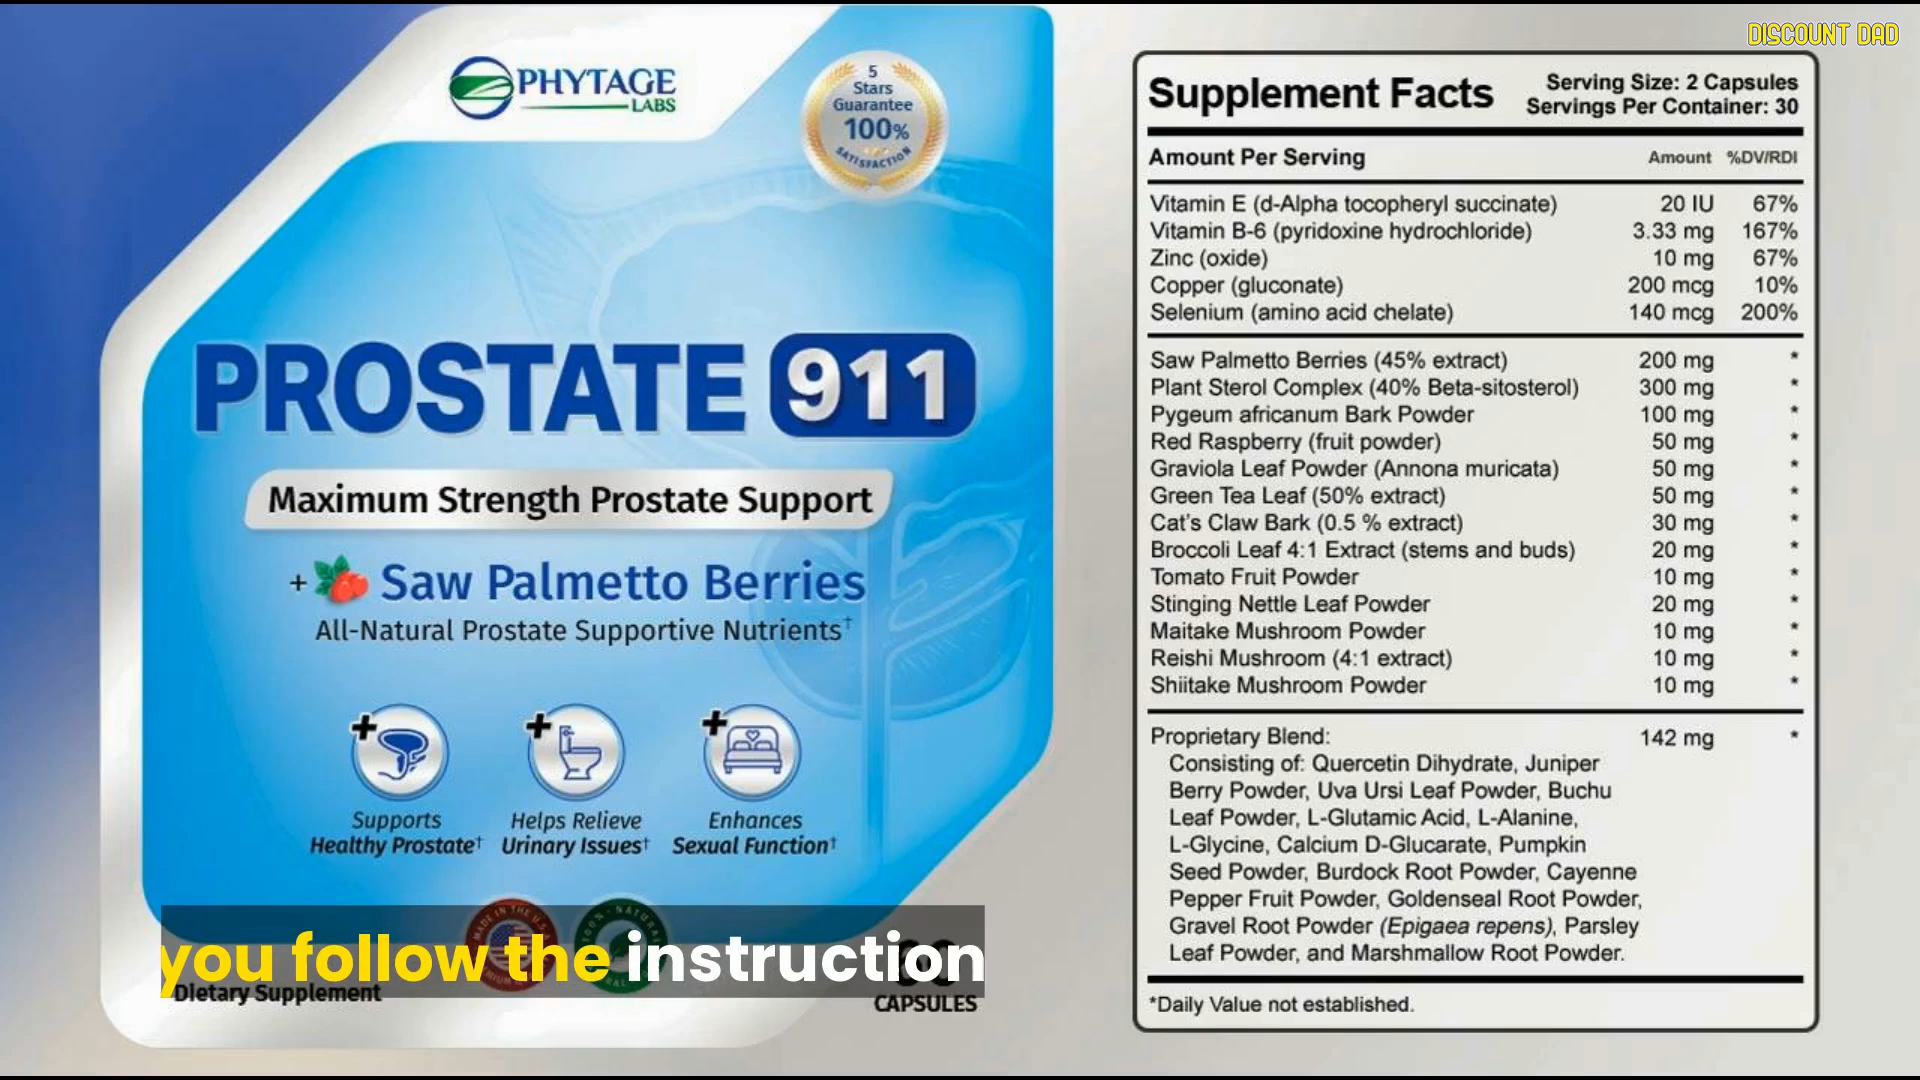 DISCOUNT DAD
PHYTAGE
LABS
5
Stars
Guarantee
100%
SATISFACTION
PROSTATE 911
Maximum Strength Prostate Support
+ Saw Palmetto Berries
All-Natural Prostate Supportive Nutrients†
Supports
Healthy Prostate†
Helps Relieve
Urinary Issues†
Enhances
Sexual Function†
MADE IN THE U.S.A
you follow the instruction
Dietary Supplement
CAPSULES
Supplement Facts
Serving Size: 2 Capsules
Servings Per Container: 30
Amount Per Serving Amount %DV/RDI
Vitamin E (d-Alpha tocopheryl succinate) 20 IU 67%
Vitamin B-6 (pyridoxine hydrochloride) 3.33 mg 167%
Zinc (oxide) 10 mg 67%
Copper (gluconate) 200 mcg 10%
Selenium (amino acid chelate) 140 mcg 200%
Saw Palmetto Berries (45% extract) 200 mg *
Plant Sterol Complex (40% Beta-sitosterol) 300 mg *
Pygeum africanum Bark Powder 100 mg *
Red Raspberry (fruit powder) 50 mg *
Graviola Leaf Powder (Annona muricata) 50 mg *
Green Tea Leaf (50% extract) 50 mg *
Cat's Claw Bark (0.5 % extract) 30 mg *
Broccoli Leaf 4:1 Extract (stems and buds) 20 mg *
Tomato Fruit Powder 10 mg *
Stinging Nettle Leaf Powder 20 mg *
Maitake Mushroom Powder 10 mg *
Reishi Mushroom (4:1 extract) 10 mg *
Shiitake Mushroom Powder 10 mg *
Proprietary Blend: 142 mg *
Consisting of: Quercetin Dihydrate, Juniper
Berry Powder, Uva Ursi Leaf Powder, Buchu
Leaf Powder, L-Glutamic Acid, L-Alanine,
L-Glycine, Calcium D-Glucarate, Pumpkin
Seed Powder, Burdock Root Powder, Cayenne
Pepper Fruit Powder, Goldenseal Root Powder,
Gravel Root Powder (Epigaea repens), Parsley
Leaf Powder, and Marshmallow Root Powder.
*Daily Value not established.